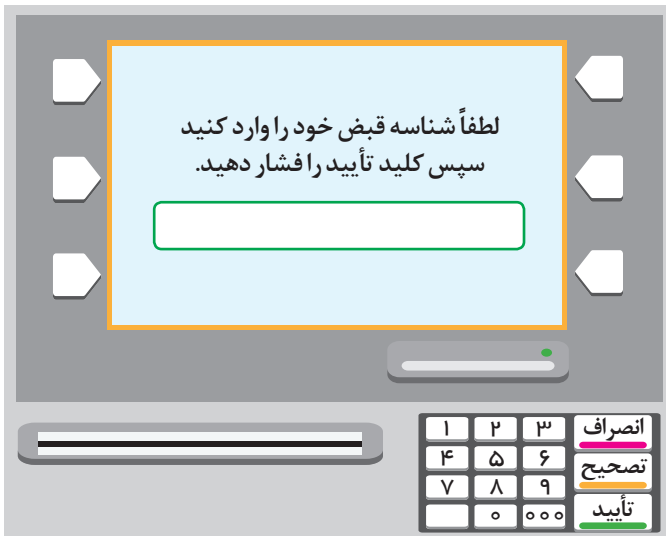 لطفاً شناسه قبض خود را وارد کنید
سپس کلید تأیید را فشار دهید.
۱ ۲ ۳ انصراف
۴ ۵ ۶ تصحیح
۷ ۸ ۹
۰ ۰۰۰ تأیید